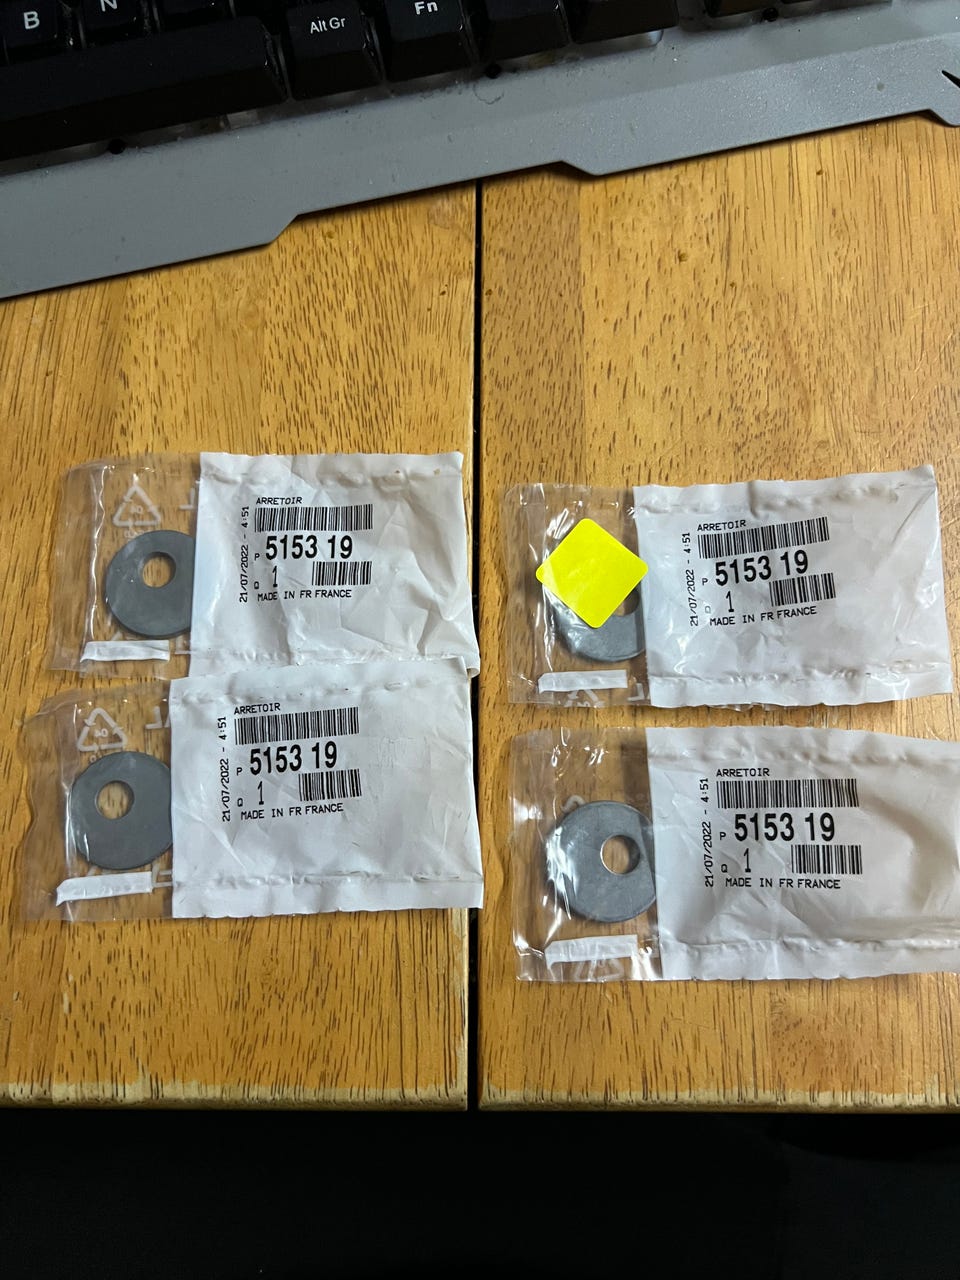 B
N
Alt Gr
Fn
ARRETOIR
21/07/2022 - 4:51
P 5153 19
Q 1
MADE IN FR FRANCE
ARRETOIR
21/07/2022 - 4:51
P 5153 19
Q 1
MADE IN FR FRANCE
ARRETOIR
21/07/2022 - 4:51
P 5153 19
Q 1
MADE IN FR FRANCE
ARRETOIR
21/07/2022 - 4:51
P 5153 19
Q 1
MADE IN FR FRANCE